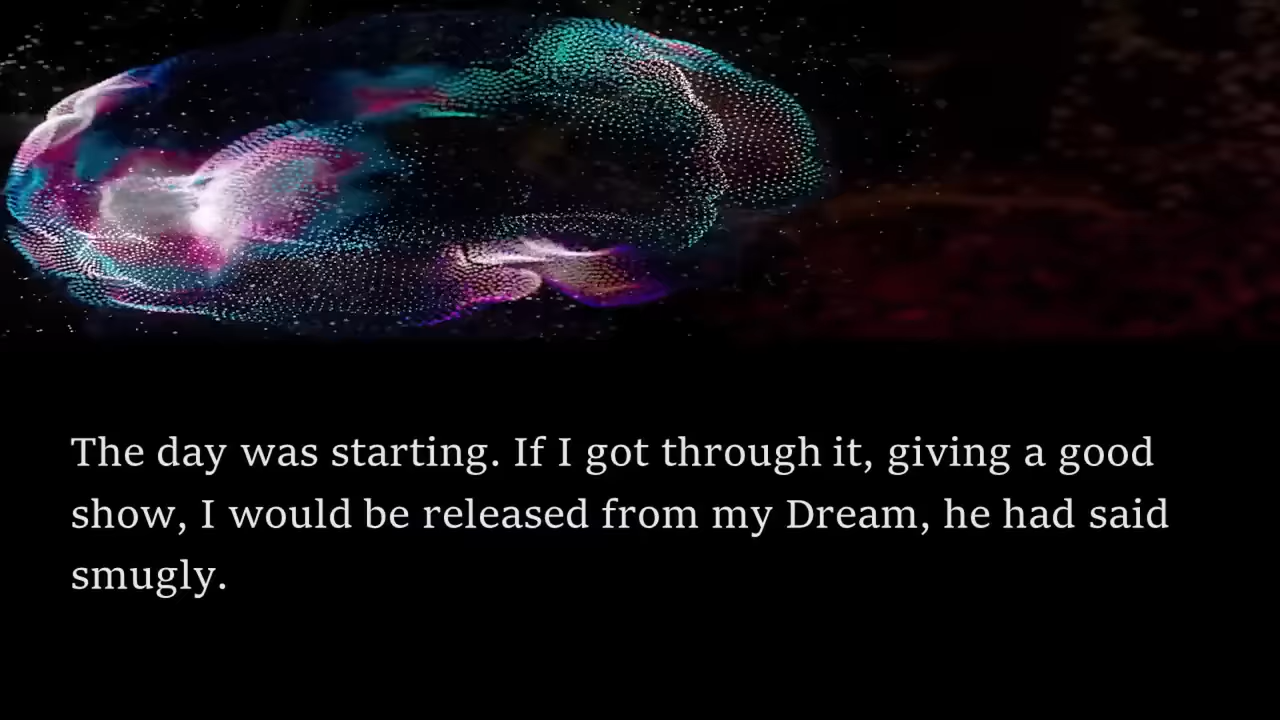 The day was starting. If I got through it, giving a good
show, I would be released from my Dream, he had said
smugly.